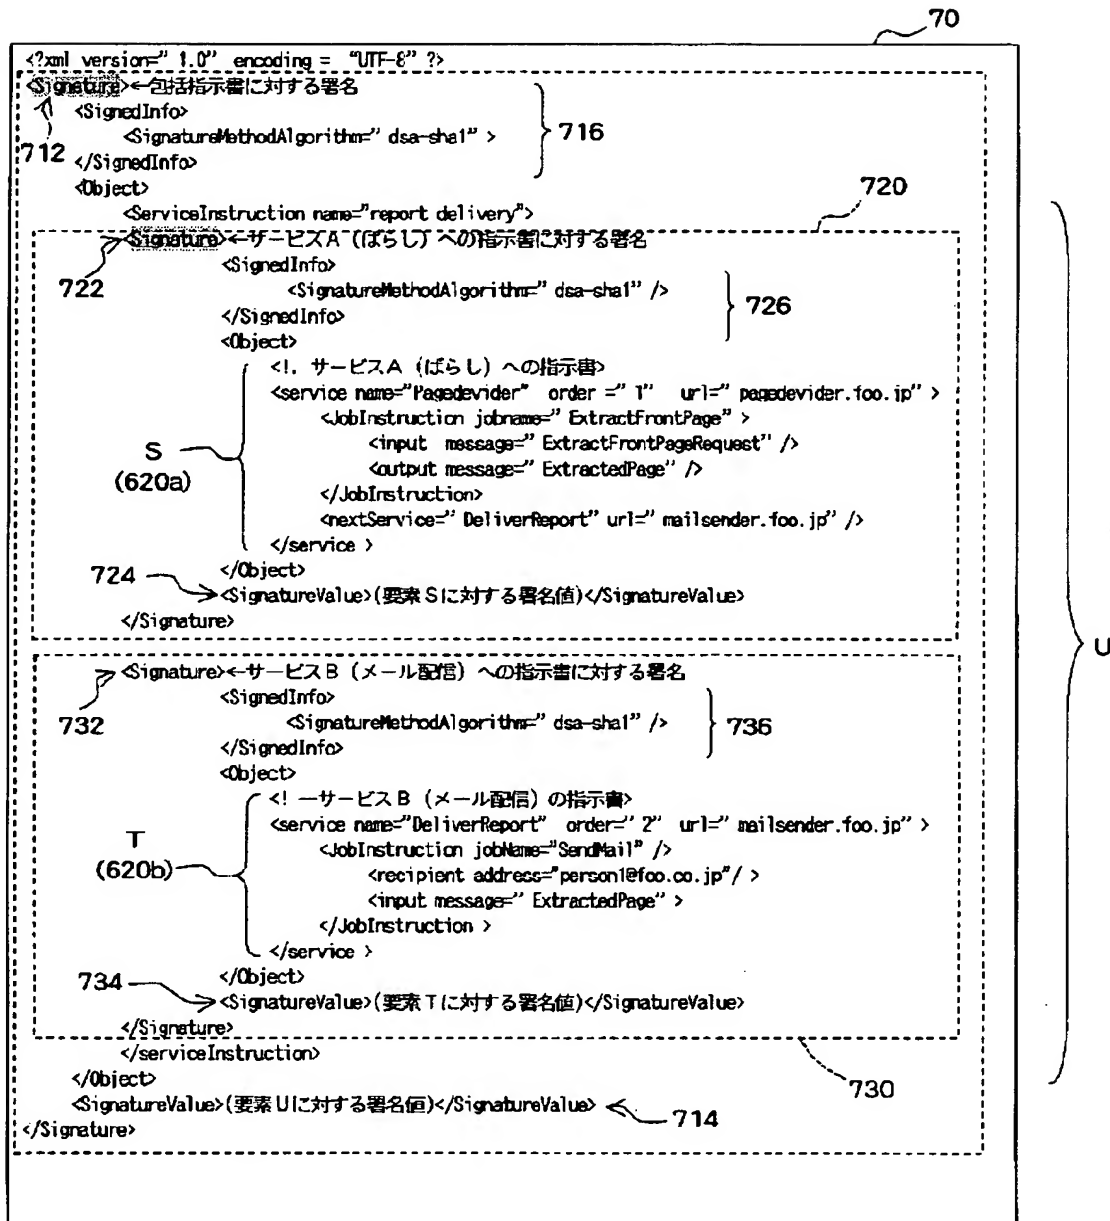 70
<?xml version=” 1.0” encoding = “UTF-8” ?>
<Signature>←包括指示書に対する署名
<SignedInfo>
<SignatureMethodAlgorithm=” dsa-sha1” >
716
712
</SignedInfo>
<Object>
720
<ServiceInstruction name=”report delivery”>
<Signature>←サービスA（ばらし）への指示書に対する署名
<SignedInfo>
722
<SignatureMethodAlgorithm=” dsa-sha1” />
726
</SignedInfo>
<Object>
<!. サービスA（ばらし）への指示書>
<service name=”Pagedevider” order =” 1” url=” pagedevider.foo.jp” >
<JobInstruction jobname=” ExtractFrontPage” >
<input message=” ExtractFrontPageRequest” />
S
(620a)
<output message=” ExtractedPage” />
</JobInstruction>
<nextService=” DeliverReport” url=” mailsender.foo.jp” />
</service >
</Object>
724
<SignatureValue>(要素Sに対する署名値)</SignatureValue>
</Signature>
U
<Signature>←サービスB（メール配信）への指示書に対する署名
<SignedInfo>
732
<SignatureMethodAlgorithm=” dsa-sha1” />
736
</SignedInfo>
<Object>
<! ーサービスB（メール配信）の指示書>
<service name=”DeliverReport” order=” 2” url=” mailsender.foo.jp” >
<JobInstruction jobName=”SendMail” />
T
(620b)
<recipient address=”person1@foo.co.jp”/ >
<input message=” ExtractedPage” >
</JobInstruction >
</service >
</Object>
734
<SignatureValue>(要素Tに対する署名値)</SignatureValue>
</Signature>
</serviceInstruction>
</Object>
730
<SignatureValue>(要素Uに対する署名値)</SignatureValue>
714
</Signature>